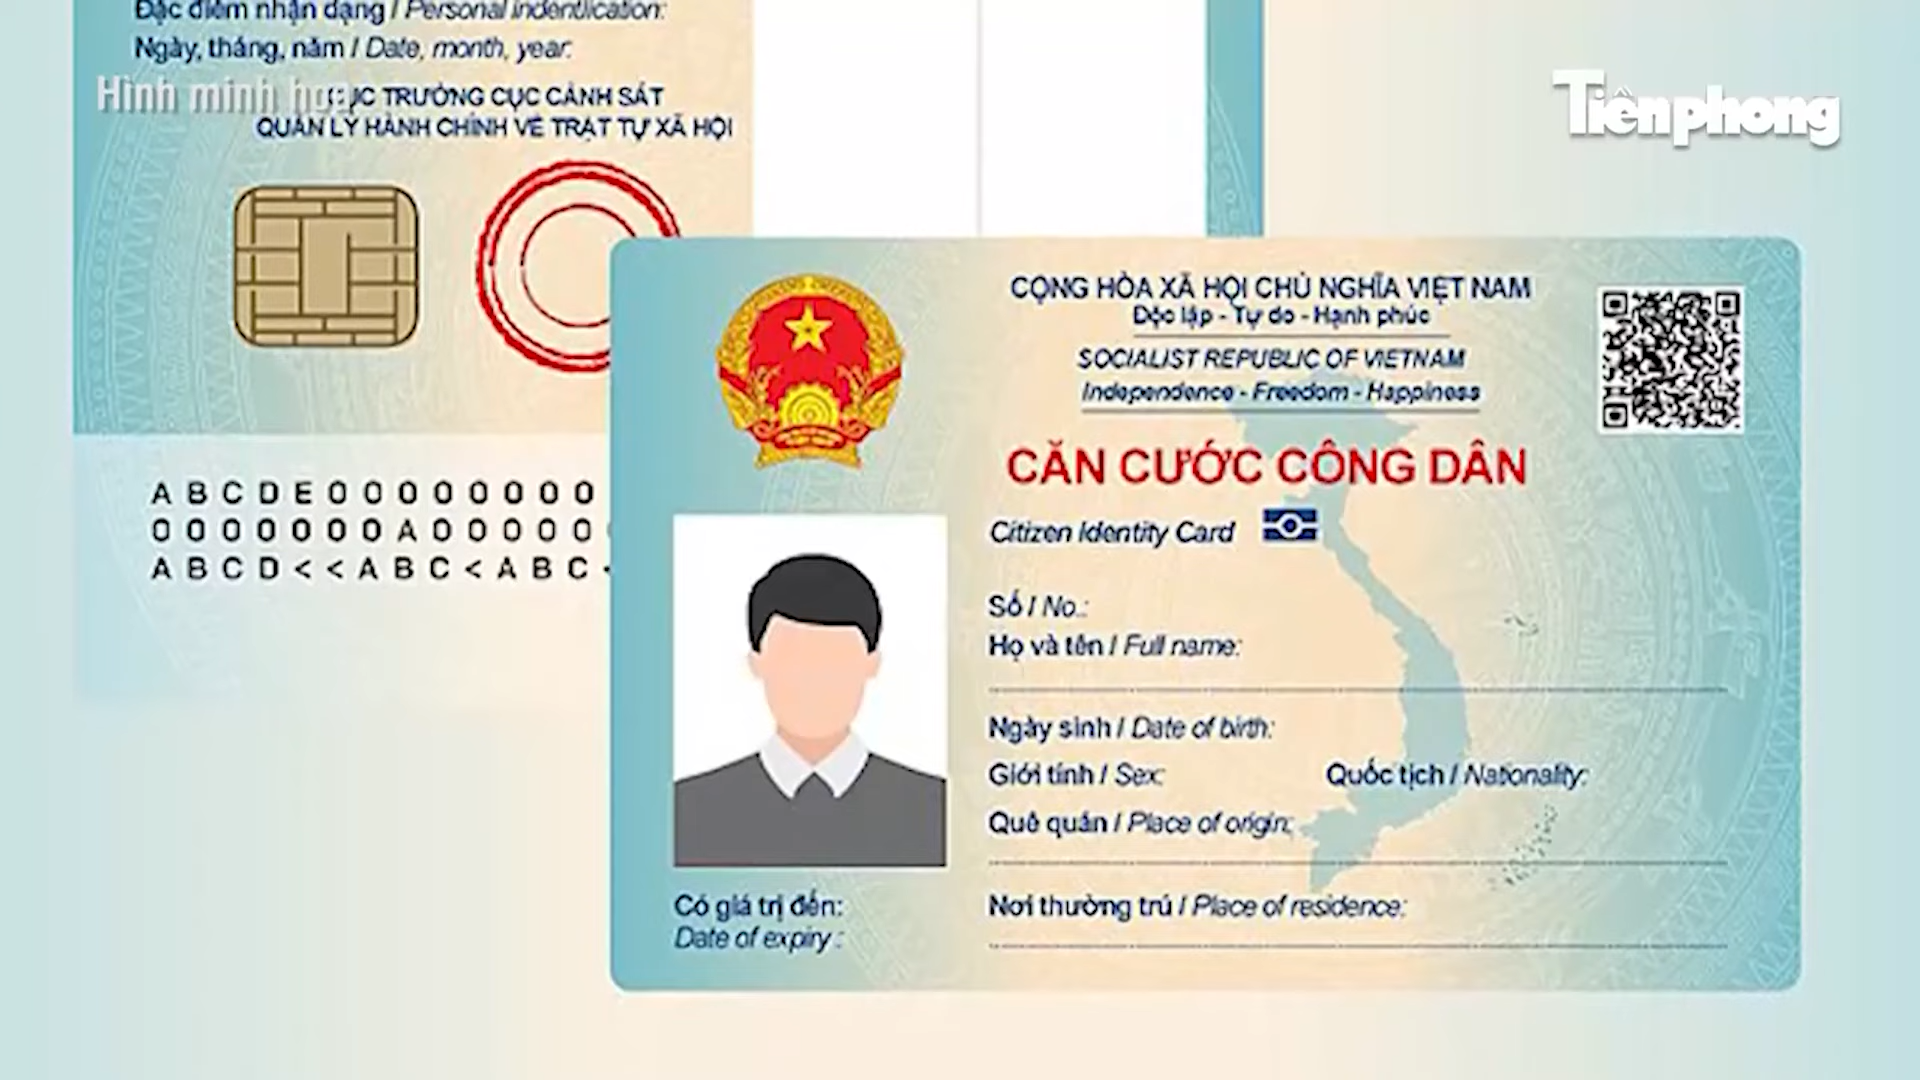 Đặc điểm nhận dạng / Personal indentication:
Ngày, tháng, năm / Date, month, year:
Hình minh hoạ
CỤC TRƯỞNG CỤC CẢNH SÁT
QUẢN LÝ HÀNH CHÍNH VỀ TRẬT TỰ XÃ HỘI
Tiền phong
ABCDE00000000
0000000A00000
ABCD<<ABC<ABC<
CỘNG HÒA XÃ HỘI CHỦ NGHĨA VIỆT NAM
Độc lập - Tự do - Hạnh phúc
SOCIALIST REPUBLIC OF VIETNAM
Independence - Freedom - Happiness
CĂN CƯỚC CÔNG DÂN
Citizen Identity Card
Số / No.:
Họ và tên / Full name:
Ngày sinh / Date of birth:
Giới tính / Sex:
Quốc tịch / Nationality:
Quê quán / Place of origin:
Nơi thường trú / Place of residence:
Có giá trị đến:
Date of expiry :